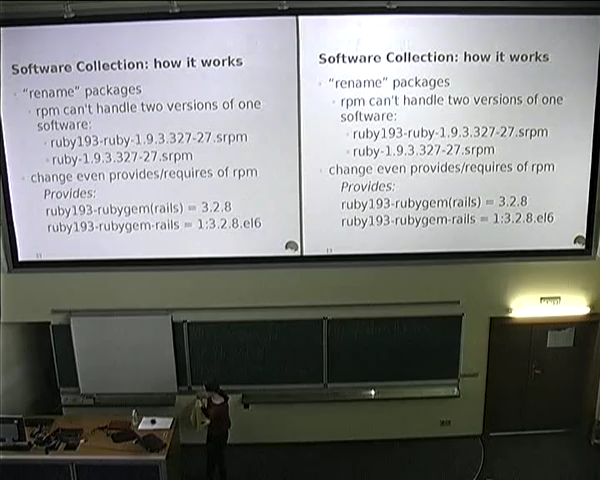 Software Collection: how it works
"rename" packages
rpm can't handle two versions of one
software:
ruby193-ruby-1.9.3.327-27.srpm
ruby-1.9.3.327-27.srpm
change even provides/requires of rpm
Provides:
ruby193-rubygem(rails) = 3.2.8
ruby193-rubygem-rails = 1:3.2.8.el6
Software Collection: how it works
"rename" packages
rpm can't handle two versions of one
software:
ruby193-ruby-1.9.3.327-27.srpm
ruby-1.9.3.327-27.srpm
change even provides/requires of rpm
Provides:
ruby193-rubygem(rails) = 3.2.8
ruby193-rubygem-rails = 1:3.2.8.el6